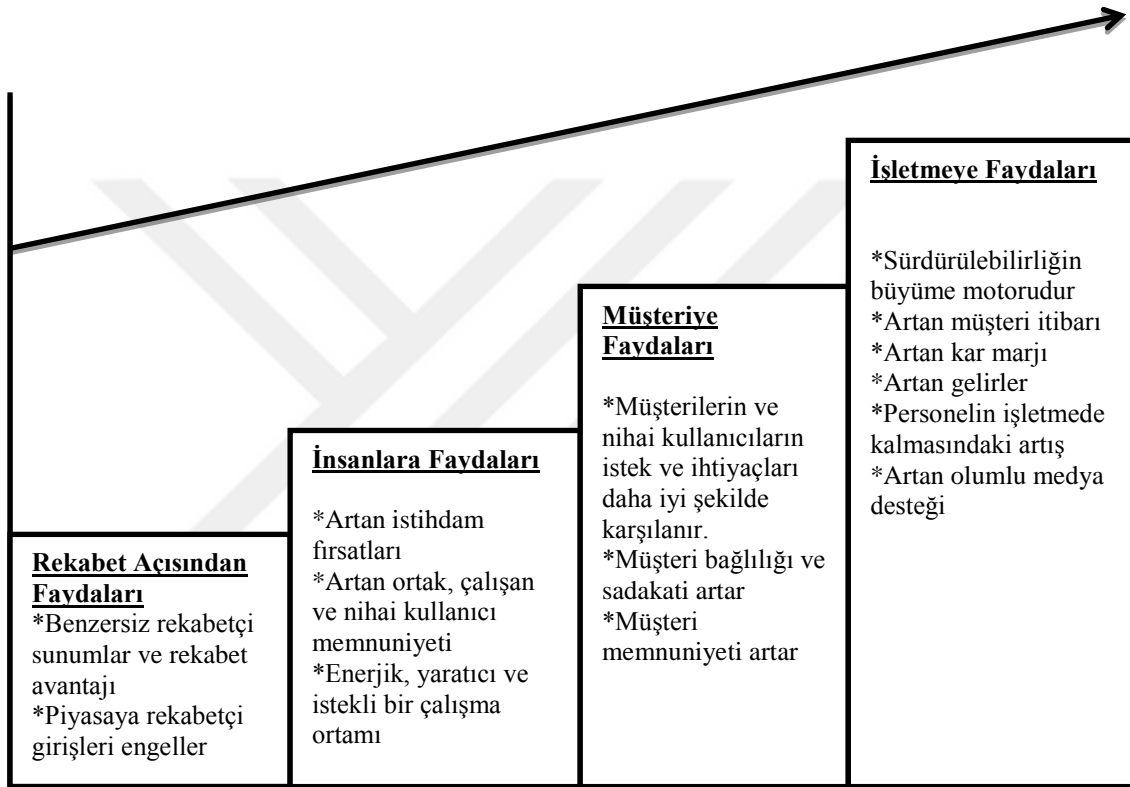 Rekabet Açısından
Faydaları
*Benzersiz rekabetçi
sunumlar ve rekabet
avantajı
*Piyasaya rekabetçi
girişleri engeller
İnsanlara Faydaları
*Artan istihdam
fırsatları
*Artan ortak, çalışan
ve nihai kullanıcı
memnuniyeti
*Enerjik, yaratıcı ve
istekli bir çalışma
ortamı
Müşteriye
Faydaları
*Müşterilerin ve
nihai kullanıcıların
istek ve ihtiyaçları
daha iyi şekilde
karşılanır.
*Müşteri bağlılığı ve
sadakati artar
*Müşteri
memnuniyeti artar
İşletmeye Faydaları
*Sürdürülebilirliğin
büyüme motorudur
*Artan müşteri itibarı
*Artan kar marjı
*Artan gelirler
*Personelin işletmede
kalmasındaki artış
*Artan olumlu medya
desteği